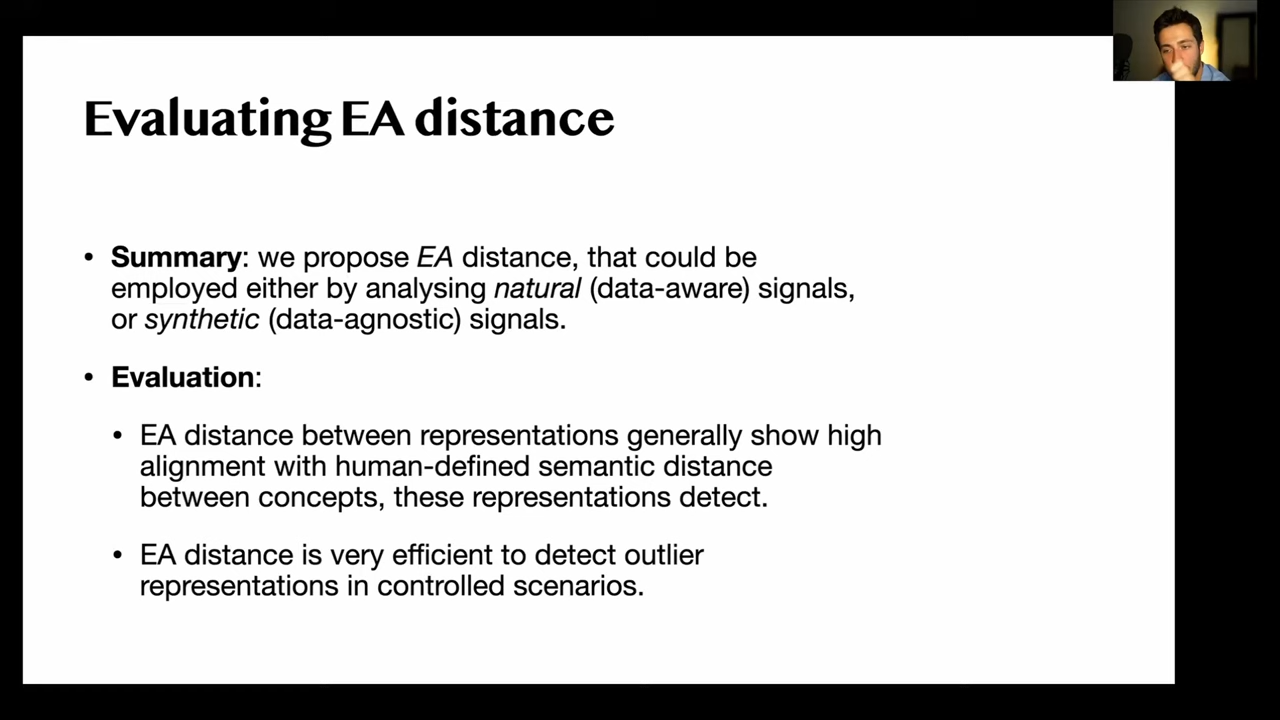 Evaluating EA distance
• Summary: we propose EA distance, that could be
employed either by analysing natural (data-aware) signals,
or synthetic (data-agnostic) signals.
• Evaluation:
• EA distance between representations generally show high
alignment with human-defined semantic distance
between concepts, these representations detect.
• EA distance is very efficient to detect outlier
representations in controlled scenarios.